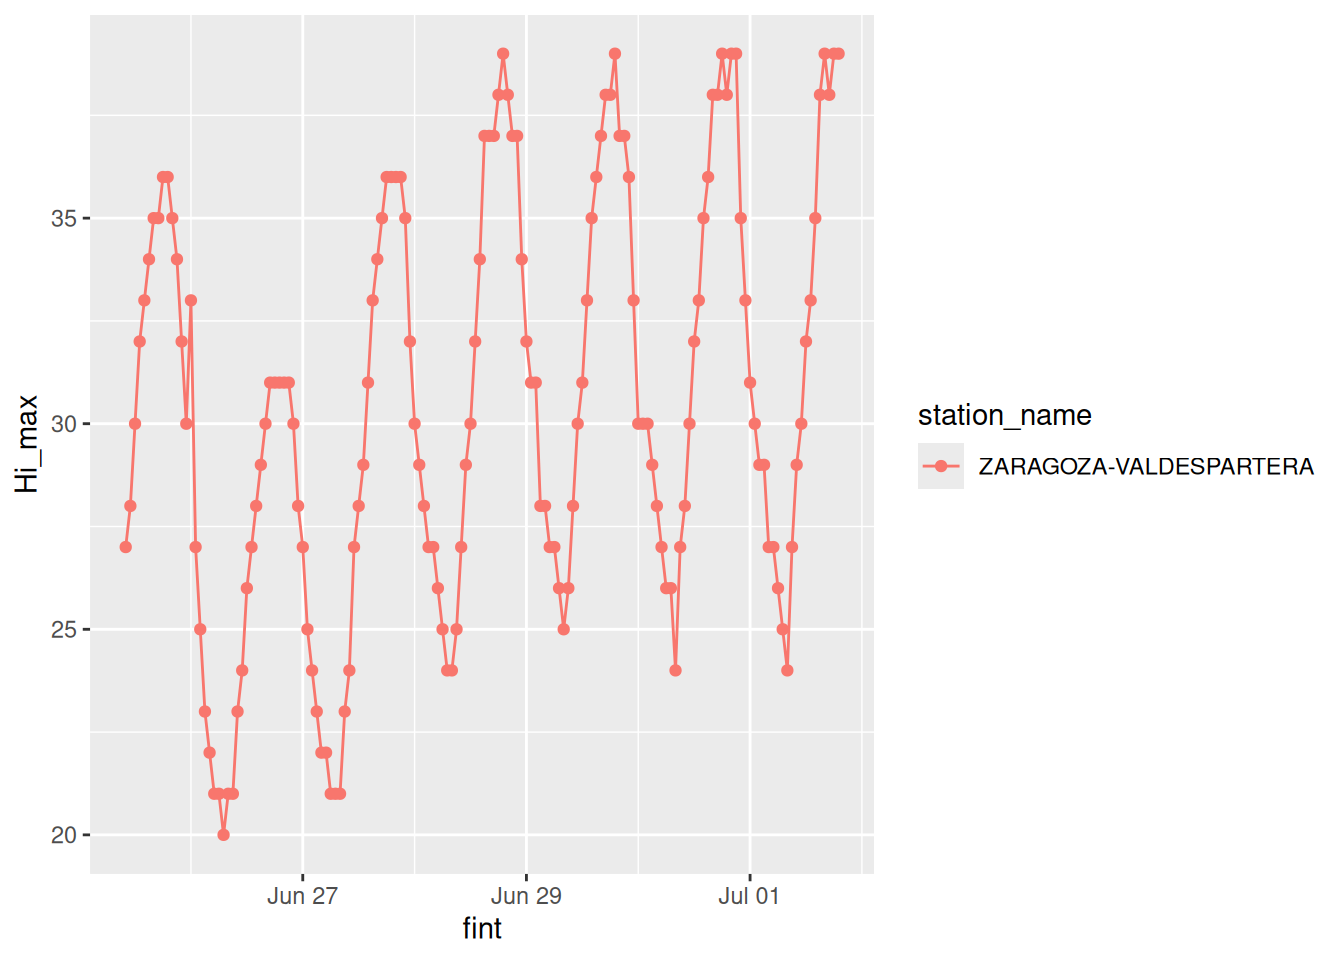 35
30
25
20
Hi_max
Jun 27
Jun 29
Jul 01
fint
station_name
ZARAGOZA-VALDESPARTERA